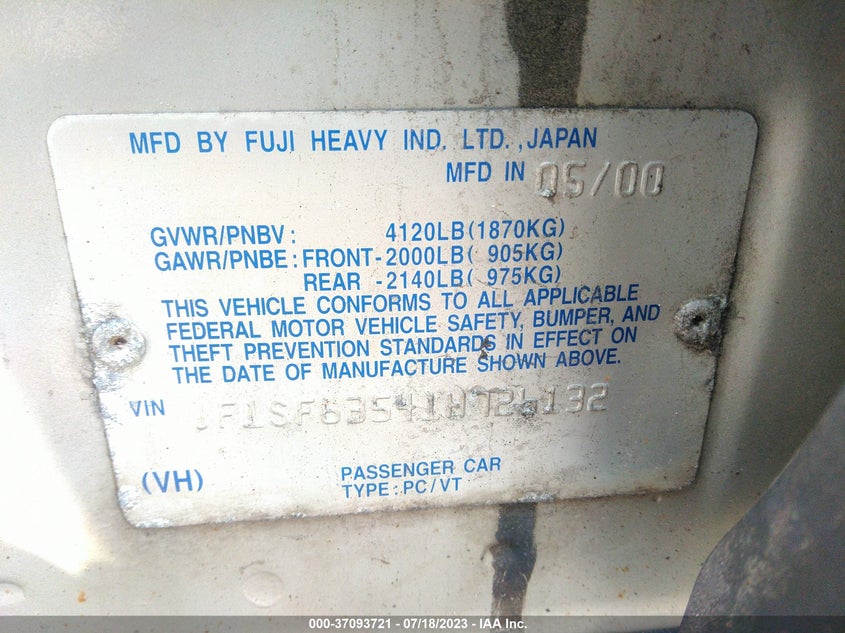 MFD BY FUJI HEAVY IND. LTD. ,JAPAN
MFD IN 05/00
GVWR/PNBV : 4120LB(1870KG)
GAWR/PNBE : FRONT-2000LB( 905KG)
REAR -2140LB( 975KG)
THIS VEHICLE CONFORMS TO ALL APPLICABLE
FEDERAL MOTOR VEHICLE SAFETY, BUMPER, AND
THEFT PREVENTION STANDARDS IN EFFECT ON
THE DATE OF MANUFACTURE SHOWN ABOVE.
VIN
(VH)
PASSENGER CAR
TYPE : PC/VT
000-37093721 - 07/18/2023 - IAA Inc.